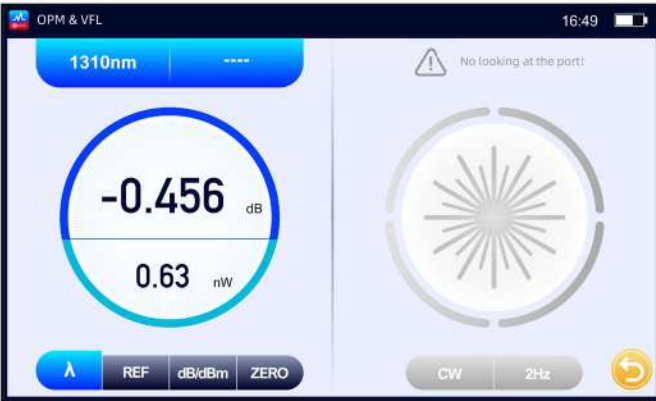 OPM & VFL
16:49
1310nm
----
No looking at the port!
-0.456 dB
0.63 nW
λ
REF
dB/dBm
ZERO
CW
2Hz